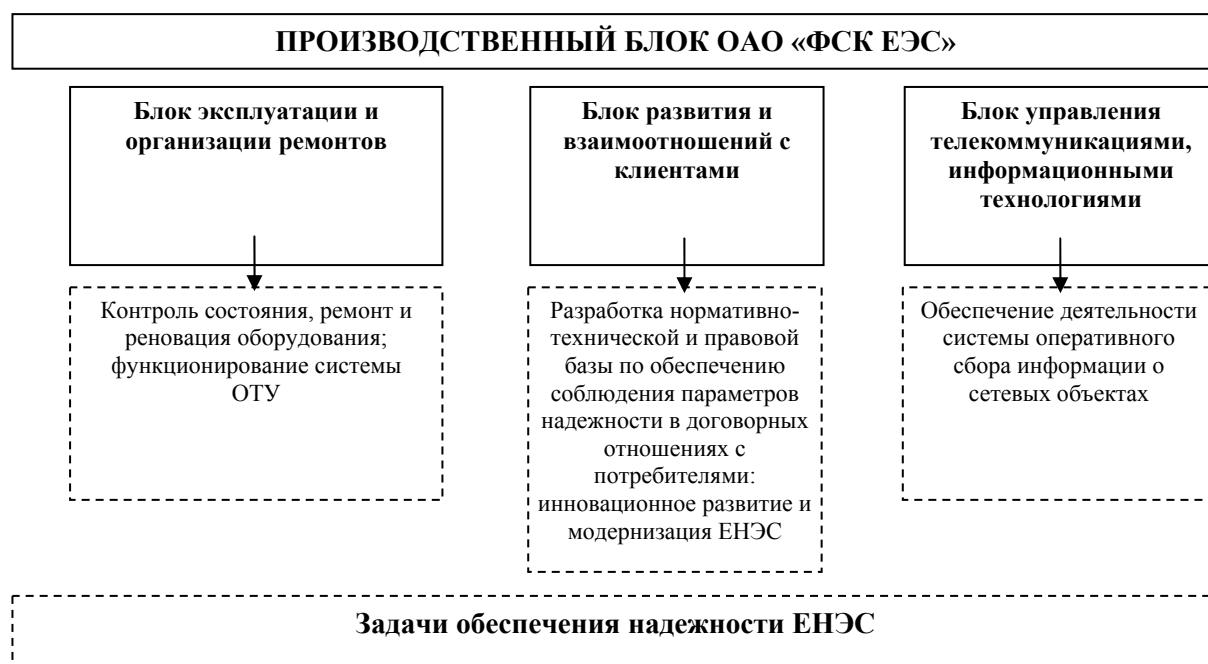 ПРОИЗВОДСТВЕННЫЙ БЛОК ОАО «ФСК ЕЭС»
Блок эксплуатации и
организации ремонтов
Контроль состояния, ремонт и
реновация оборудования;
функционирование системы
ОТУ
Блок развития и
взаимоотношений с
клиентами
Разработка нормативно-
технической и правовой
базы по обеспечению
соблюдения параметров
надежности в договорных
отношениях с
потребителями:
инновационное развитие и
модернизация ЕНЭС
Блок управления
телекоммуникациями,
информационными
технологиями
Обеспечение деятельности
системы оперативного
сбора информации о
сетевых объектах
Задачи обеспечения надежности ЕНЭС